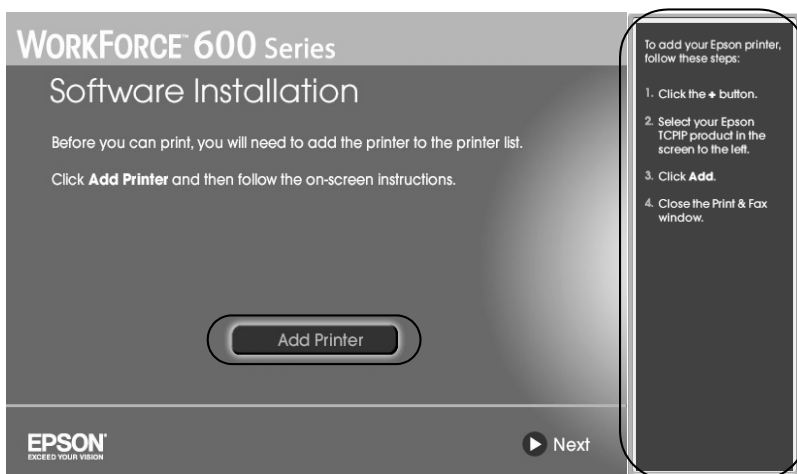 WORKFORCE™ 600 Series
Software Installation
Before you can print, you will need to add the printer to the printer list.
Click Add Printer and then follow the on-screen instructions.
Add Printer
EPSON®
EXCEED YOUR VISION
Next
To add your Epson printer,
follow these steps:
1. Click the + button.
2. Select your Epson
TCPIP product in the
screen to the left.
3. Click Add.
4. Close the Print & Fax
window.